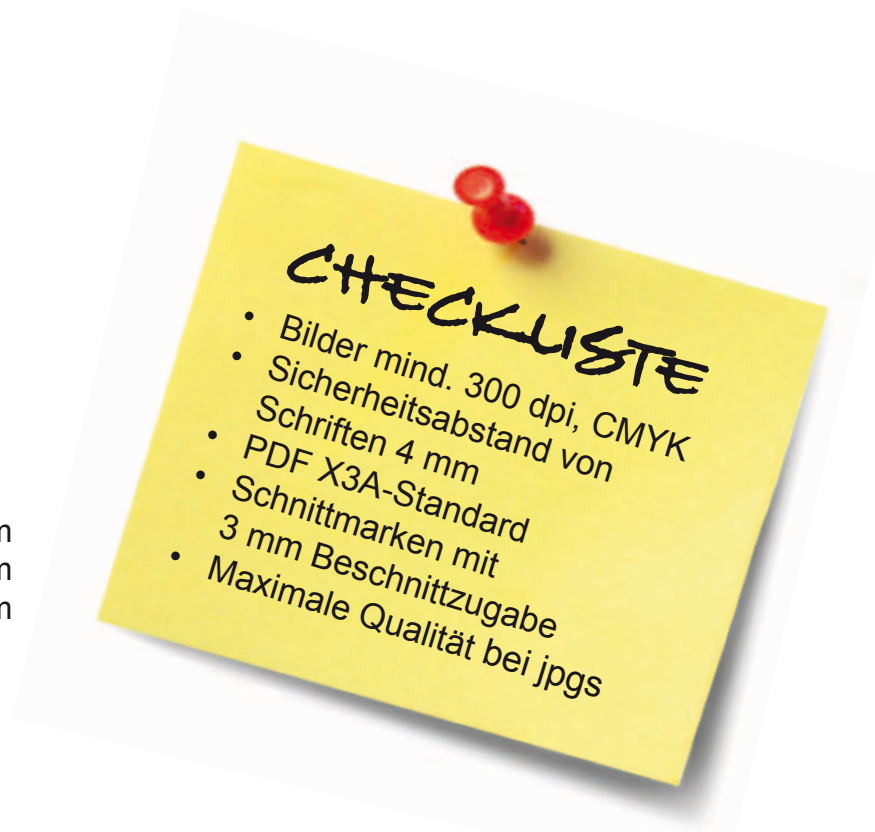 CHECKLISTE
• Bilder mind. 300 dpi, CMYK
• Sicherheitsabstand von
Schriften 4 mm
• PDF X3A-Standard
• Schnittmarken mit
3 mm Beschnittzugabe
• Maximale Qualität bei jpgs